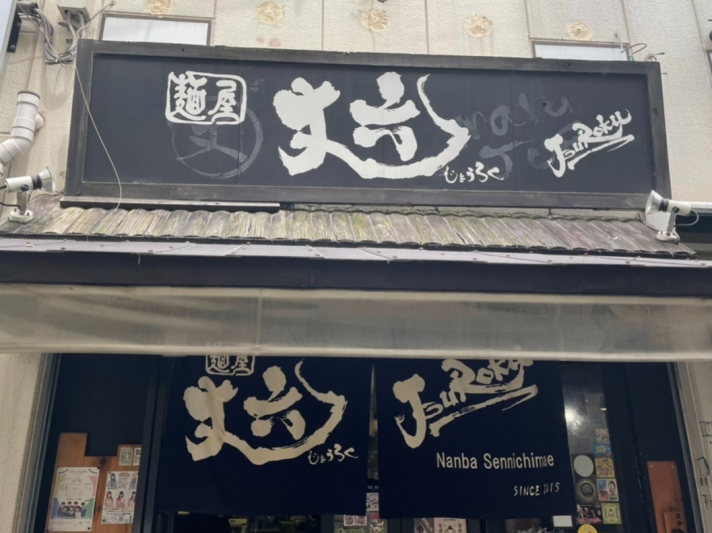 麺屋
丈六
じょうろく
JouRoku
麺屋
丈六
じょうろく
JouRoku
Nanba Sennichimae
SINCE 2015